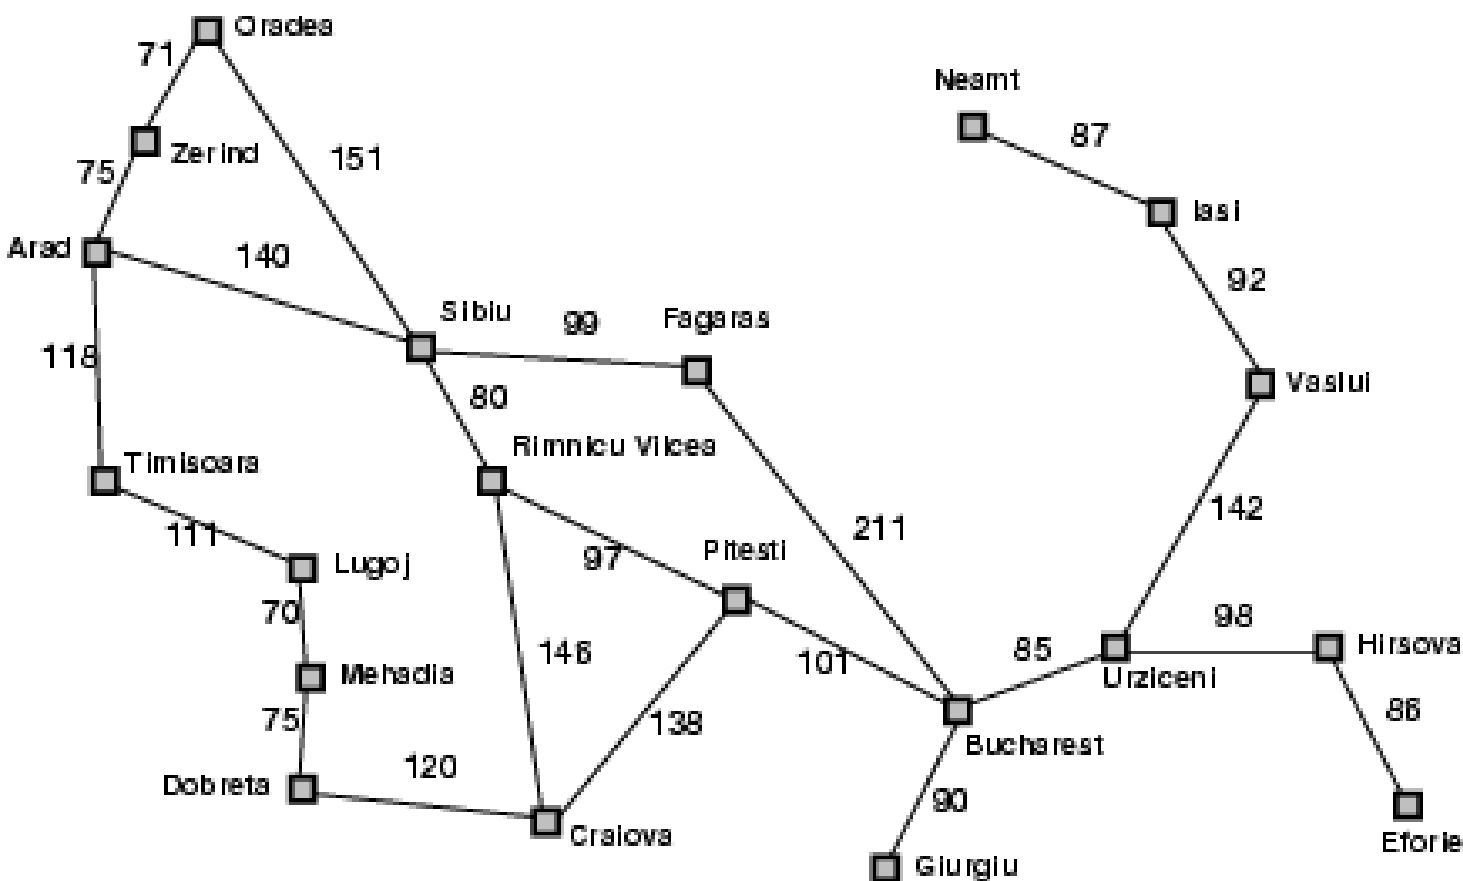 Oradea
71
Neamt
87
Zerind
151
75
Iasi
Arad
140
92
Sibiu
99
Fagaras
118
80
Vaslui
Rimnicu Vilcea
Timisoara
142
111
211
97
Pitesti
Lugoj
70
98
146
101
85
Hirsova
Mehadia
Urziceni
75
138
86
Bucharest
120
Dobreta
90
Craiova
Eforie
Giurgiu